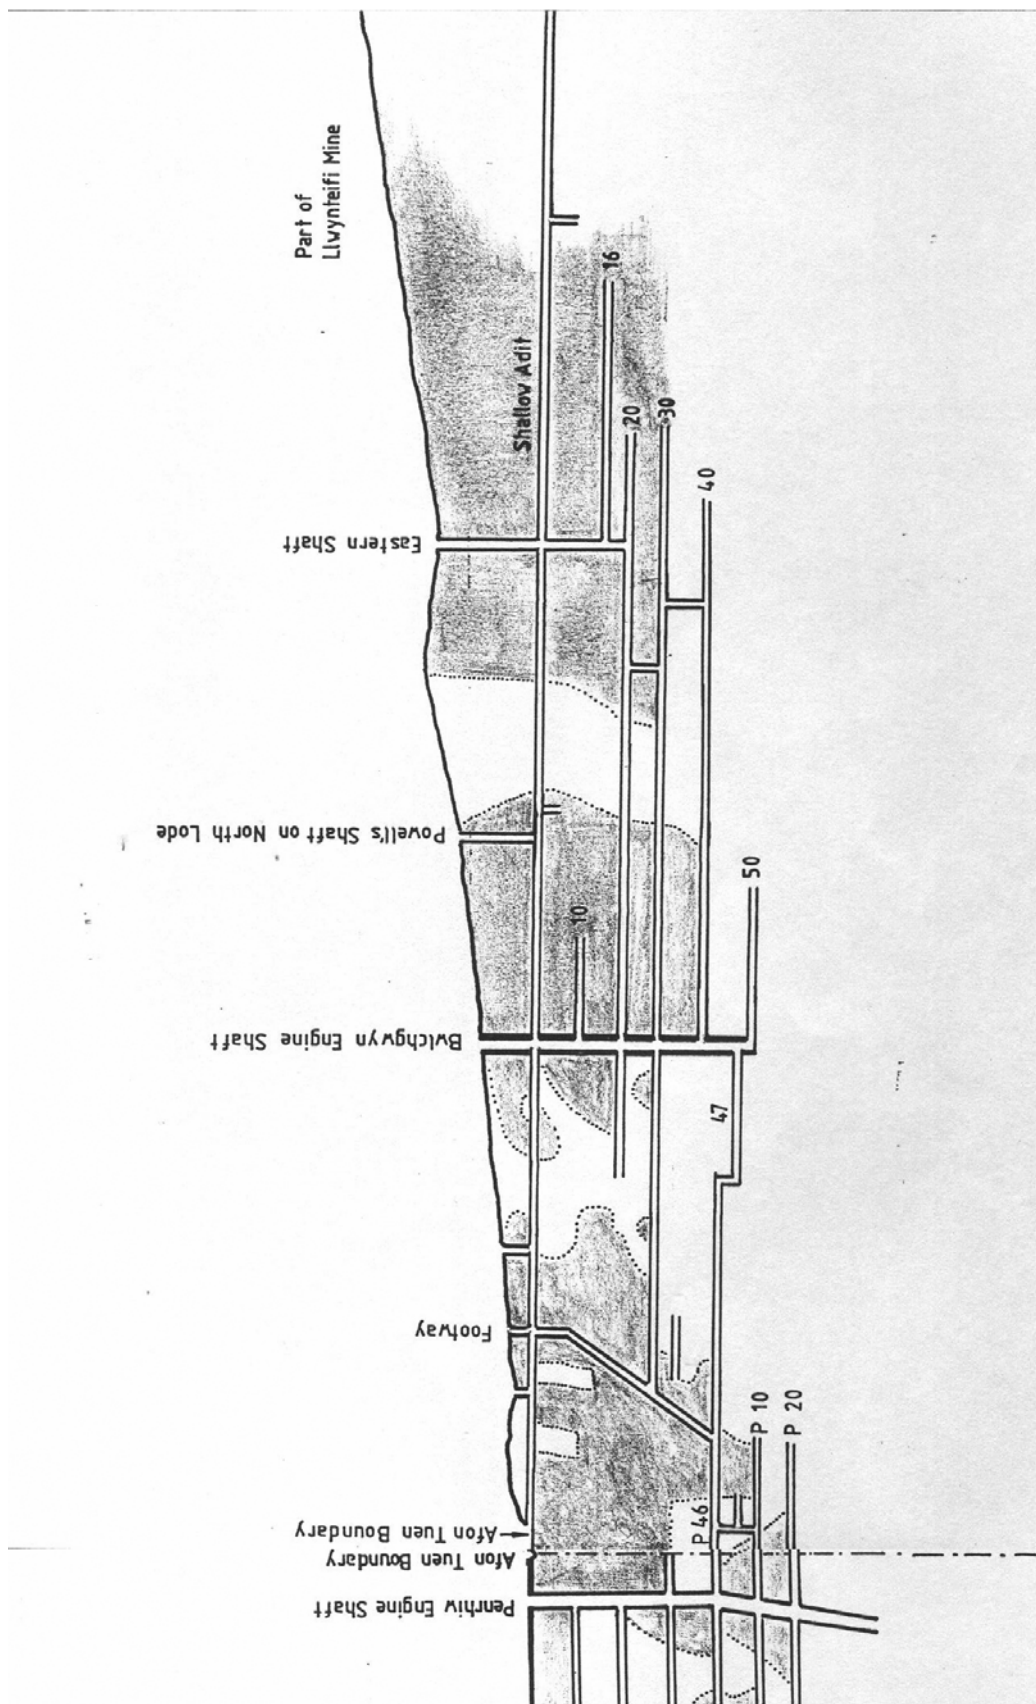 Part of
Llwynteifi Mine
Shallow Adit
16
20
30
40
Eastern Shaft
Powell's Shaft on North Lode
10
50
Bwlchgwyn Engine Shaft
47
Footway
P 10
P 20
P 46
Afon Tuen Boundary
Afon Tuen Boundary
Penrhiw Engine Shaft